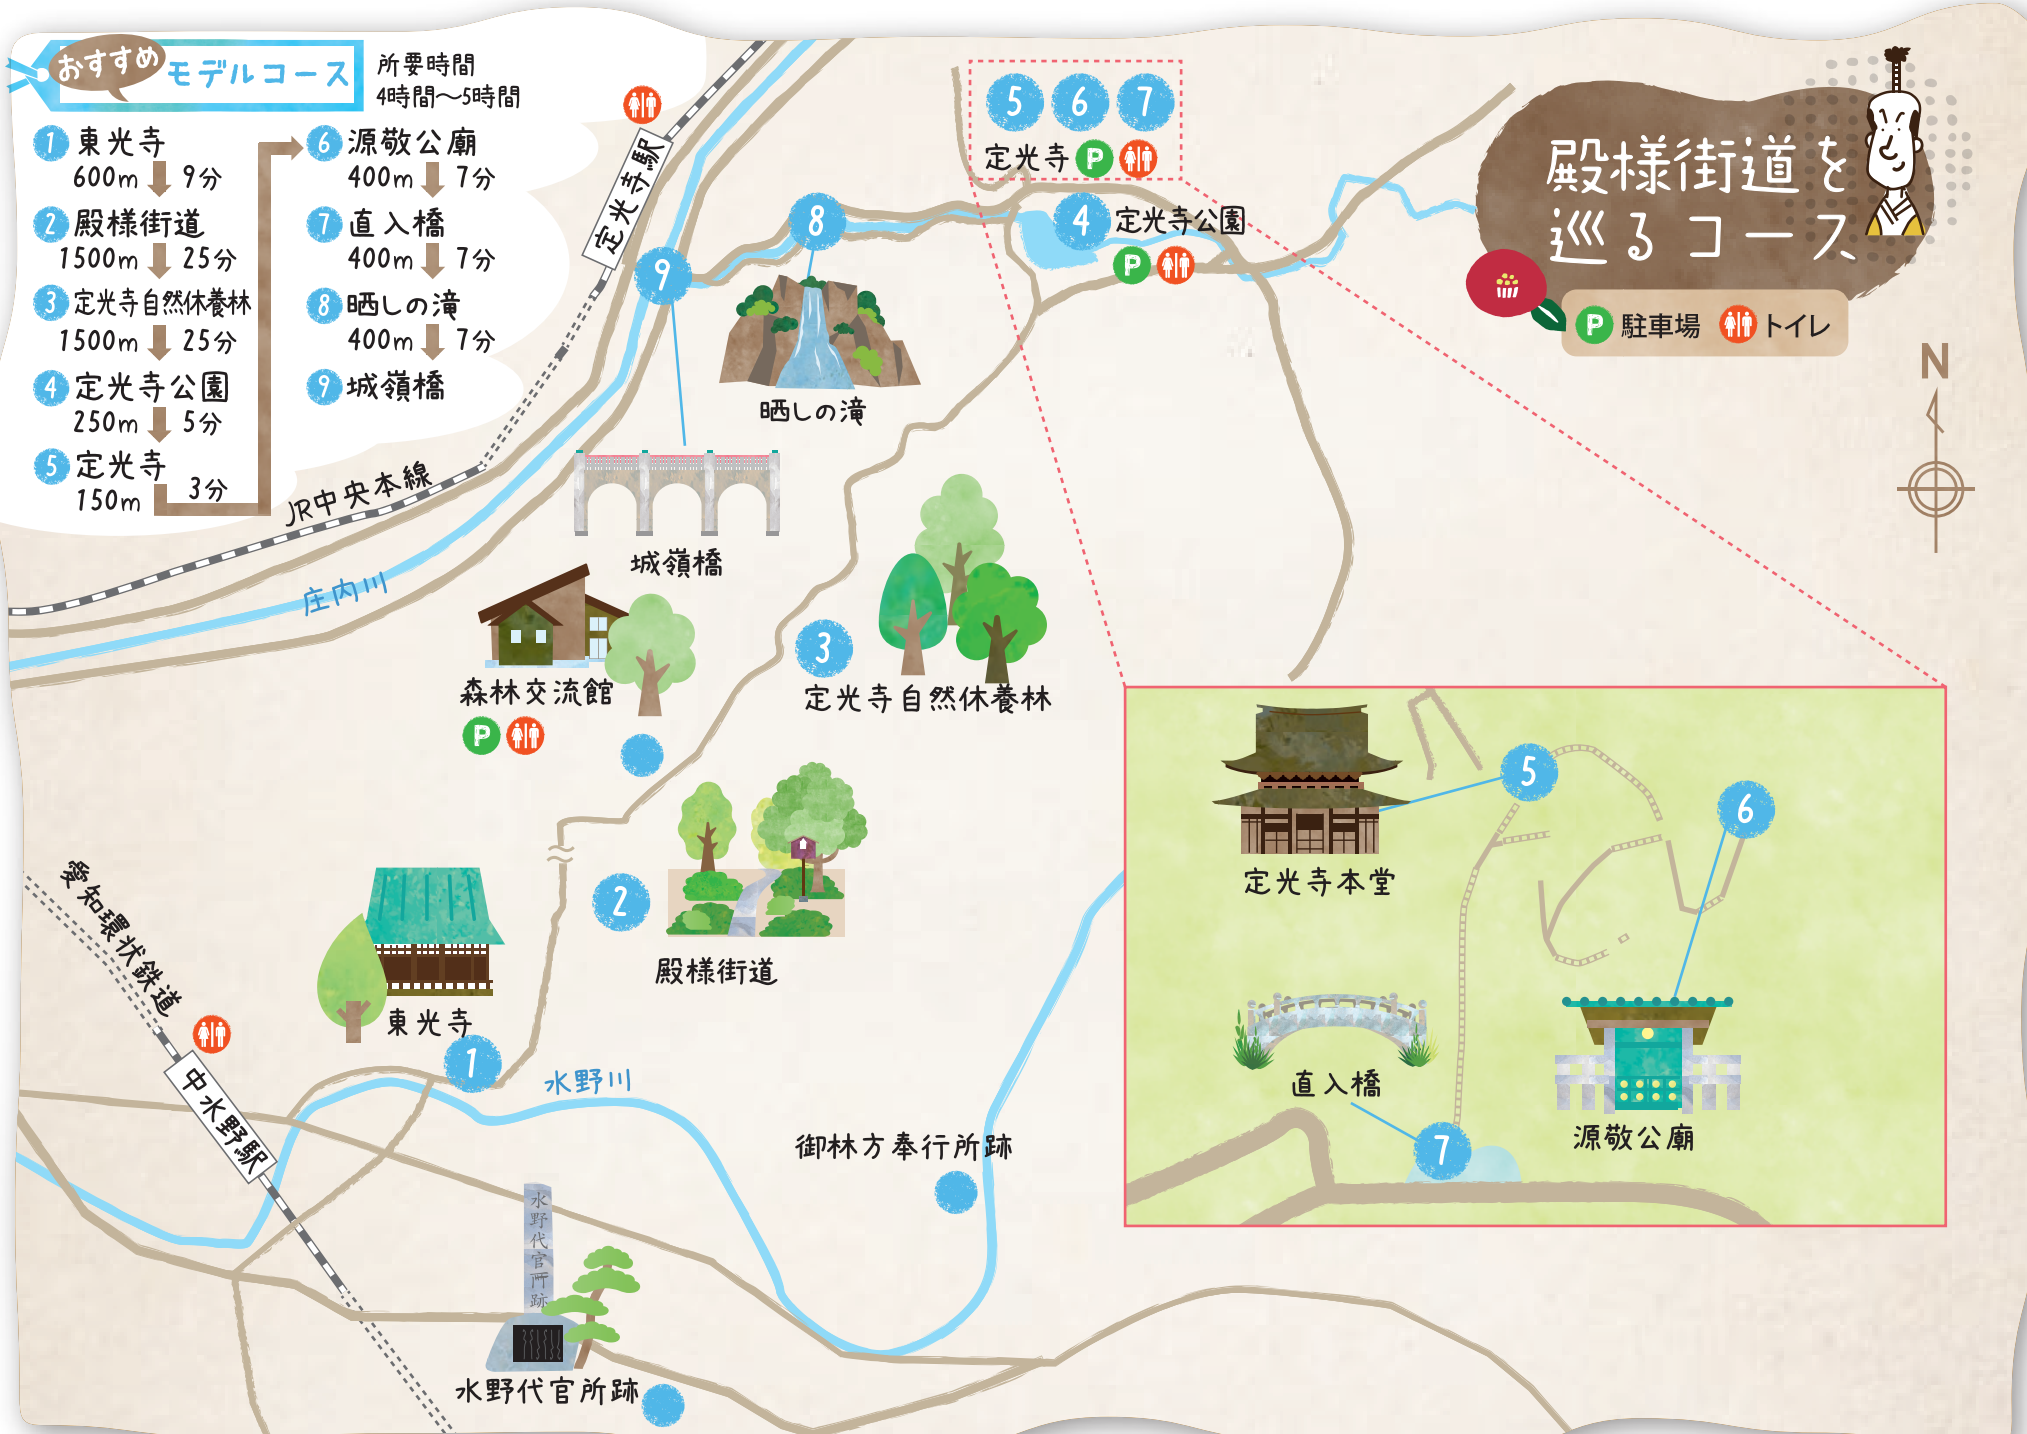 おすすめ
モデルコース
所要時間
4時間〜5時間
1 東光寺
600m 9分
2 殿様街道
1500m 25分
3 定光寺自然休養林
1500m 25分
4 定光寺公園
250m 5分
5 定光寺
150m 3分
6 源敬公廟
400m 7分
7 直入橋
400m 7分
8 晒しの滝
400m 7分
9 城嶺橋
殿様街道を
巡るコース
P 駐車場 トイレ
N
定光寺駅
5 6 7
定光寺 P
4 定光寺公園
P
8
9
晒しの滝
JR中央本線
庄内川
城嶺橋
森林交流館
P
3
定光寺自然休養林
2
殿様街道
愛知環状鉄道
東光寺
1
中水野駅
水野川
御林方奉行所跡
水野代官所跡
水野代官所跡
5
定光寺本堂
6
直入橋
7
源敬公廟